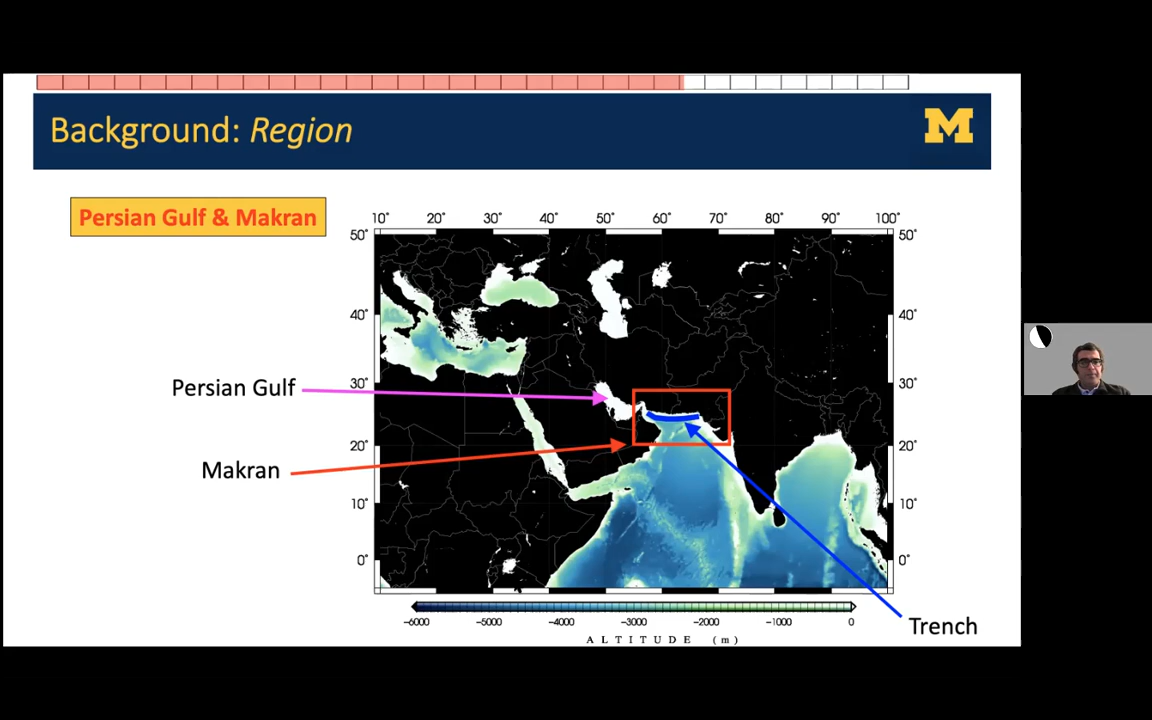 Background: Region
M
Persian Gulf & Makran
10° 20° 30° 40° 50° 60° 70° 80° 90° 100°
50° 50°
40° 40°
30° 30°
Persian Gulf
20° 20°
Makran
10° 10°
0° 0°
-6000 -5000 -4000 -3000 -2000 -1000 0
Trench
ALTITUDE (m)